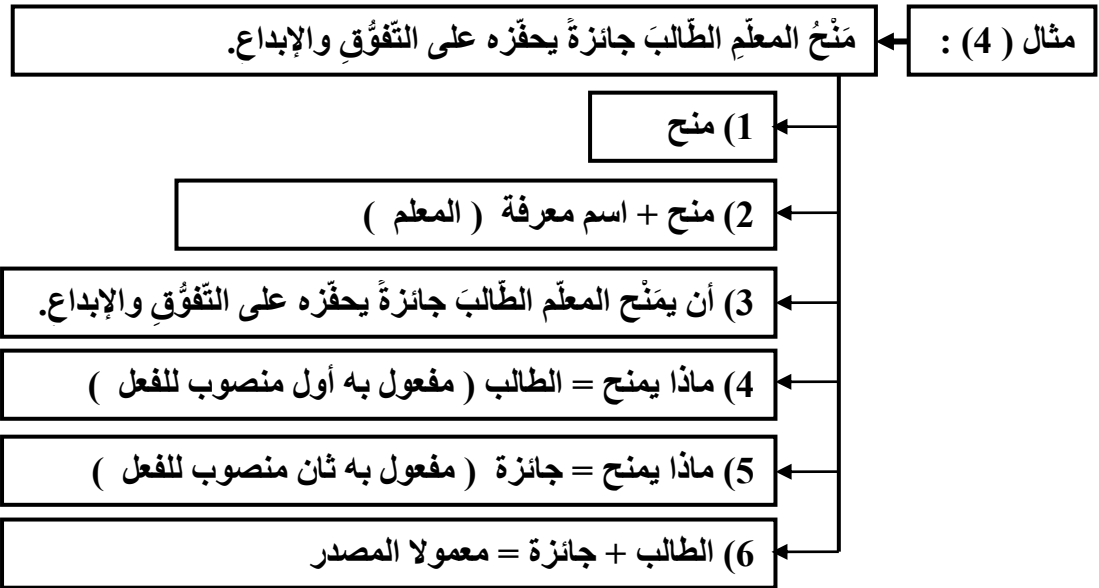 مثال ( 4) :
مَنْحُ المعلّمِ الطّالبَ جائزةً يحفّزه على التّفوُّقِ والإبداعِ.
1) منح
2) منح + اسم معرفة ( المعلم )
3) أن يمَنْح المعلّم الطّالبَ جائزةً يحفّزه على التّفوُّقِ والإبداعِ.
4) ماذا يمنح = الطالب ( مفعول به أول منصوب للفعل )
5) ماذا يمنح = جائزة ( مفعول به ثان منصوب للفعل )
6) الطالب + جائزة = معمولا المصدر